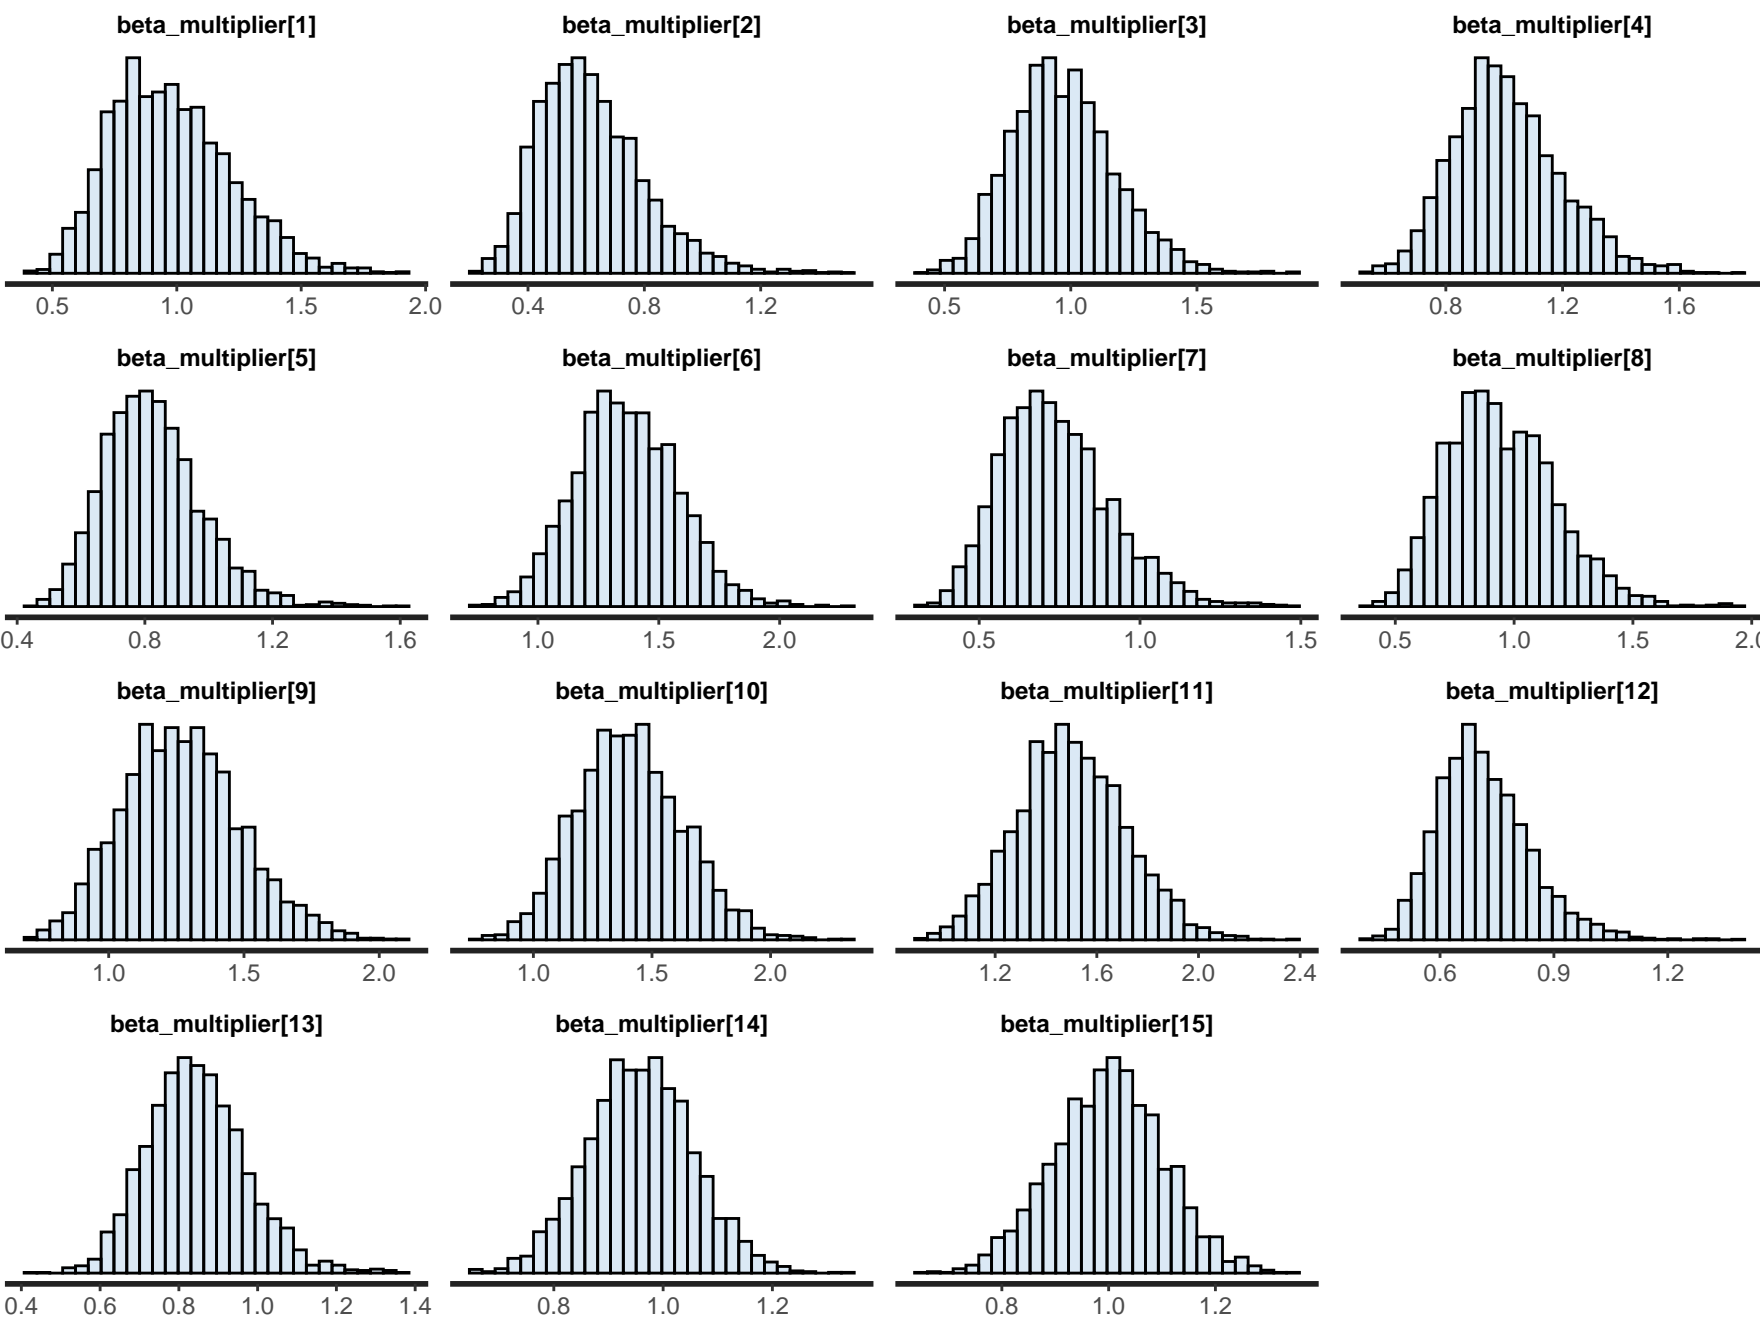 beta_multiplier[1] beta_multiplier[2] beta_multiplier[3] beta_multiplier[4]
0.5 1.0 1.5 2.0 0.4 0.8 1.2 0.5 1.0 1.5 0.8 1.2 1.6
beta_multiplier[5] beta_multiplier[6] beta_multiplier[7] beta_multiplier[8]
0.4 0.8 1.2 1.6 1.0 1.5 2.0 0.5 1.0 1.5 0.5 1.0 1.5 2.0
beta_multiplier[9] beta_multiplier[10] beta_multiplier[11] beta_multiplier[12]
1.0 1.5 2.0 1.0 1.5 2.0 1.2 1.6 2.0 2.4 0.6 0.9 1.2
beta_multiplier[13] beta_multiplier[14] beta_multiplier[15]
0.4 0.6 0.8 1.0 1.2 1.4 0.8 1.0 1.2 0.8 1.0 1.2